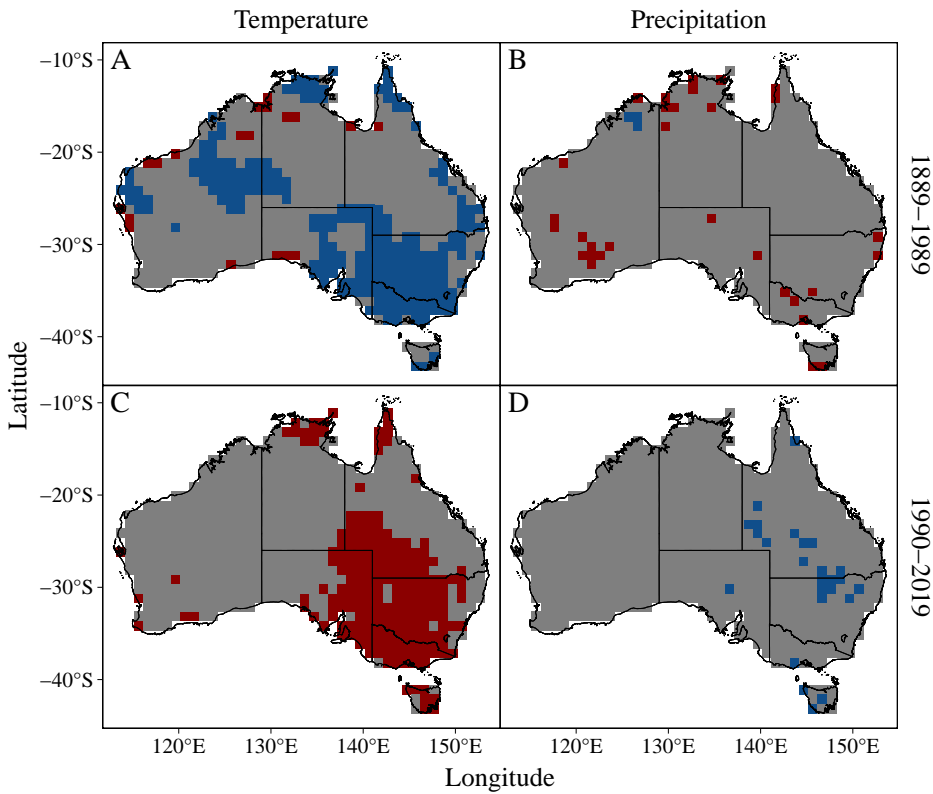 Temperature Precipitation
A B
−10°S
−20°S
−30°S
−40°S
1889−1989
C D
−10°S
−20°S
−30°S
−40°S
1990−2019
Latitude
120°E 130°E 140°E 150°E 120°E 130°E 140°E 150°E
Longitude